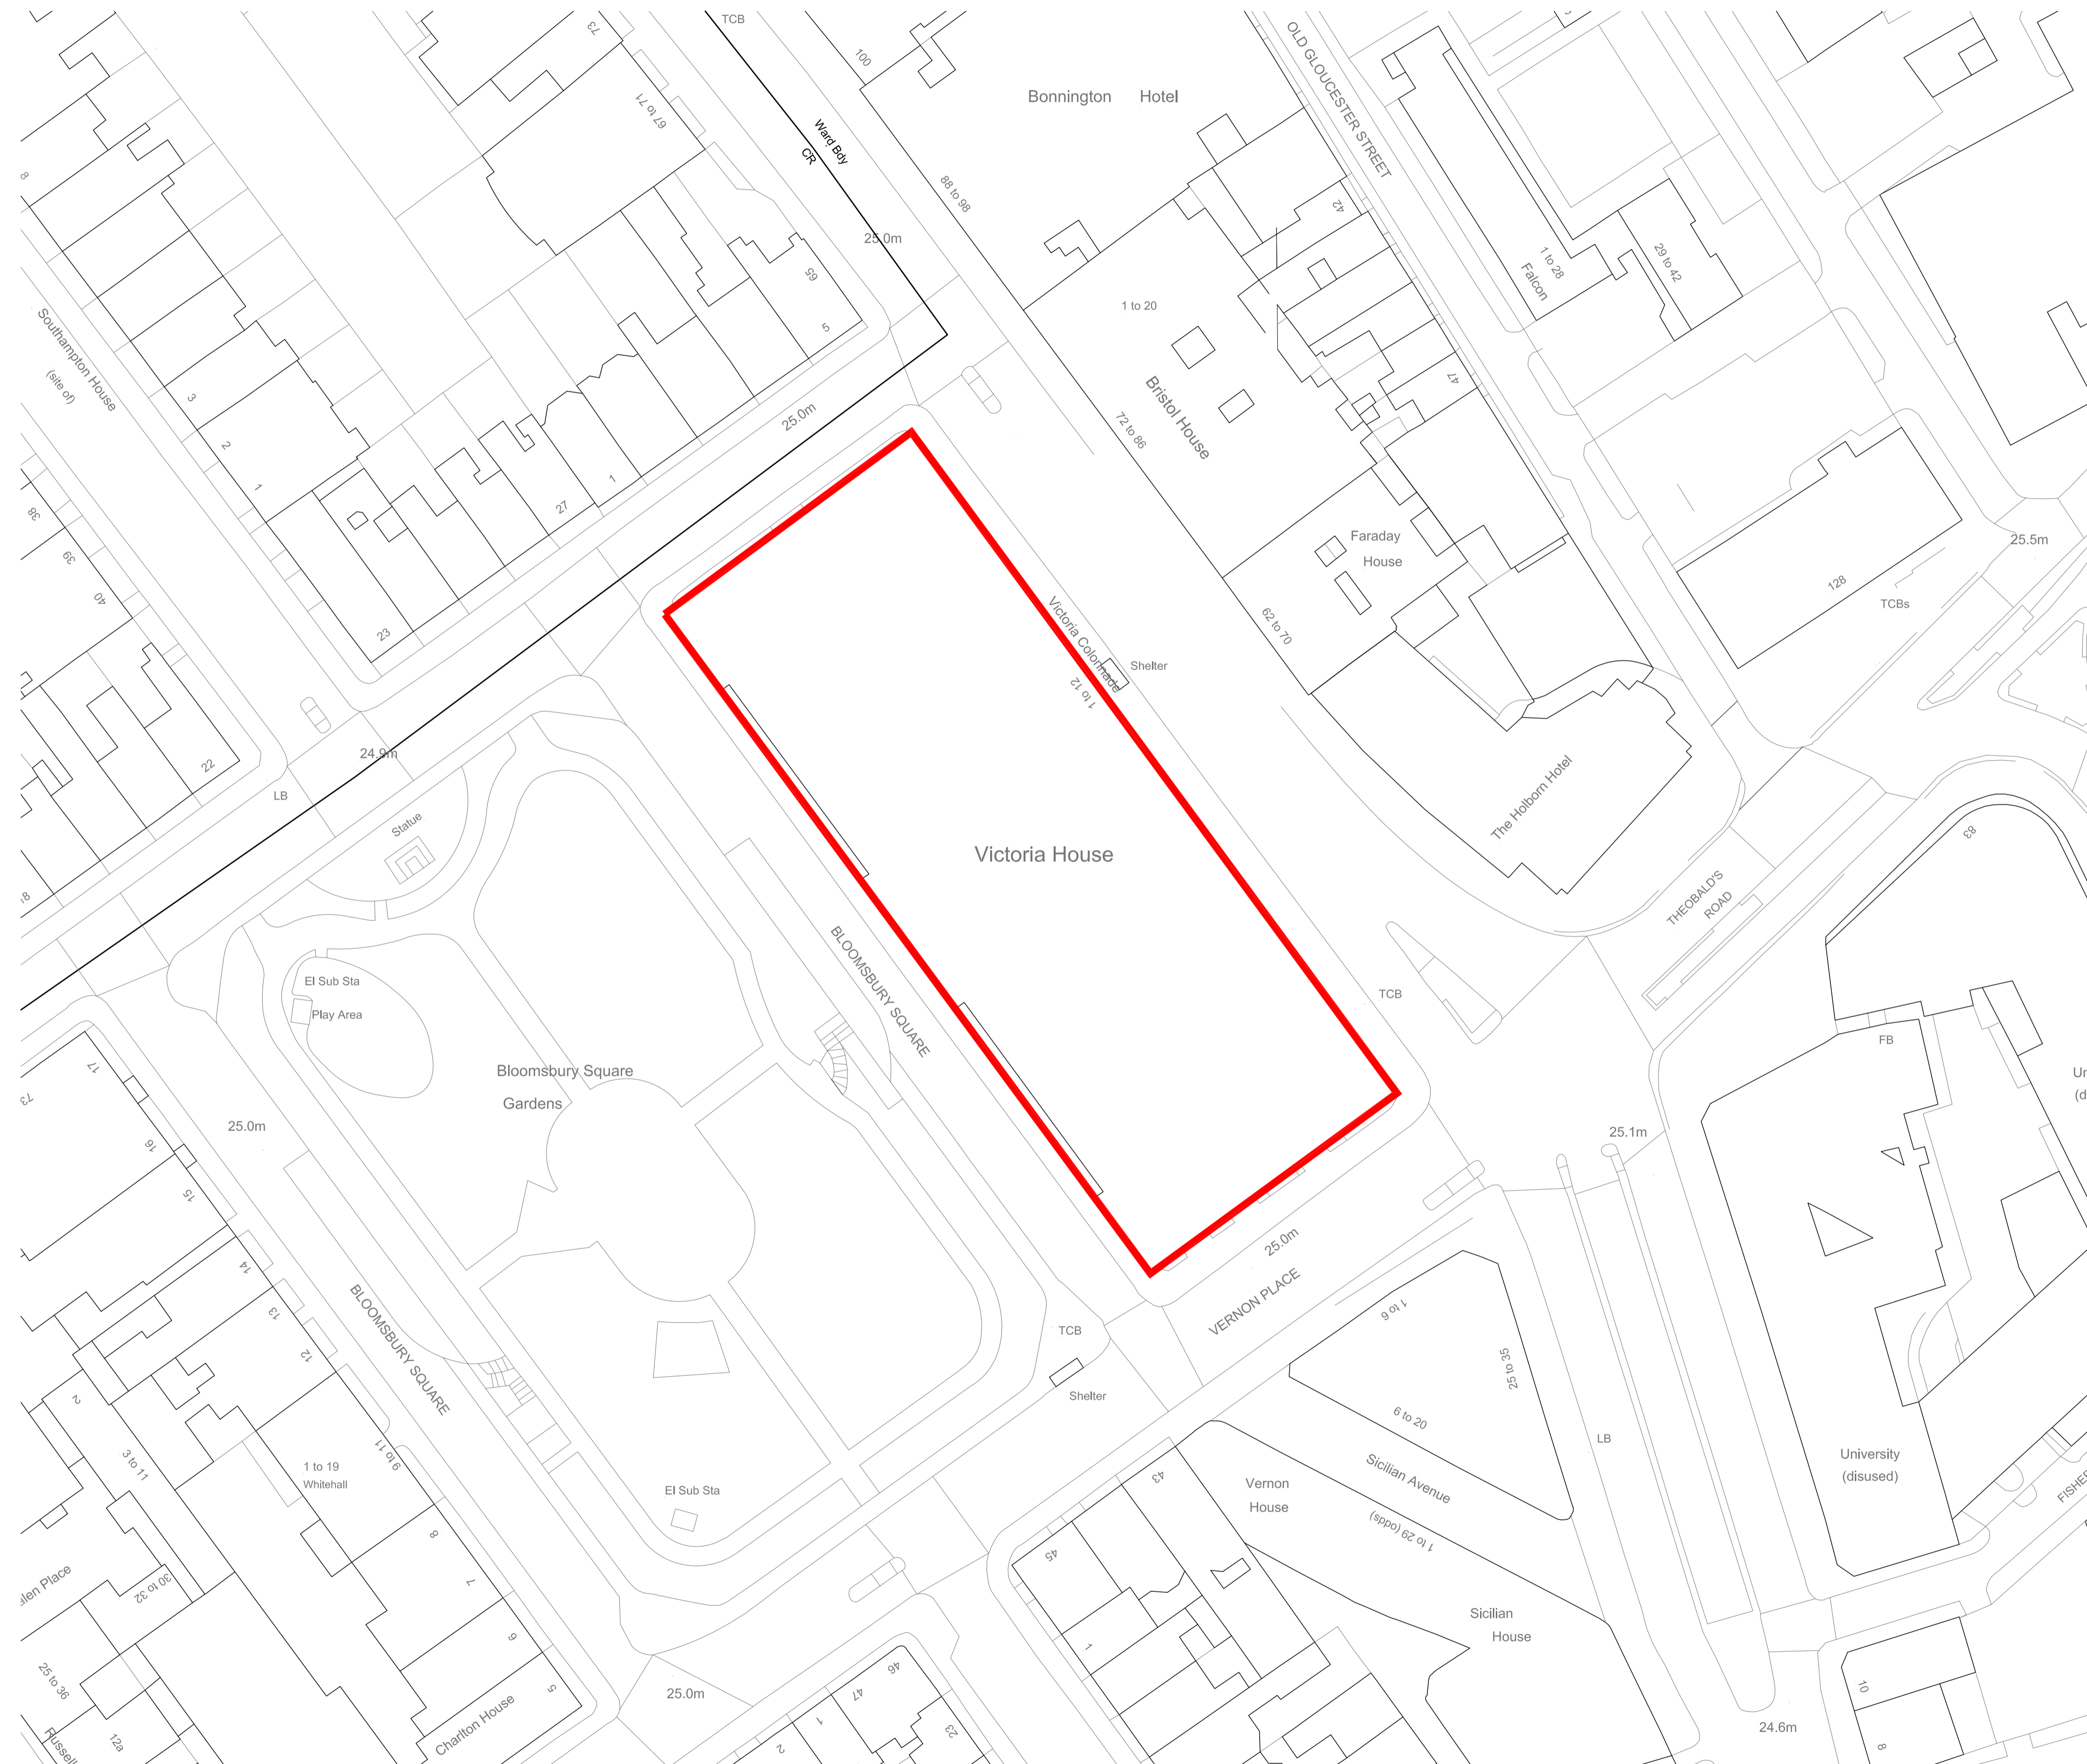 TCB
73
100
OLD GLOUCESTER STREET
Bonnington Hotel
67 to 71
Ward Bdy
CR
8
88 to 98
42
25.0m
65
5
1 to 28
Falcon
29 to 42
1 to 20
Southampton House
(site of)
3
2
1
25.0m
Bristol House
72 to 86
47
27
1
38
39
40
23
Faraday
House
62 to 70
25.5m
128
TCBs
Victoria Colonnade
1 to 12
Shelter
22
24.9m
LB
Statue
18
The Holborn Hotel
83
Victoria House
THEOBALD'S
ROAD
BLOOMSBURY SQUARE
El Sub Sta
Play Area
TCB
FB
Bloomsbury Square
Gardens
17
73
16
15
25.0m
25.1m
14
13
12
BLOOMSBURY SQUARE
25.0m
VERNON PLACE
1 to 6
25 to 35
TCB
Shelter
6 to 20
Sicilian Avenue
LB
University
(disused)
2
3 to 11
9 to 11
1 to 19
Whitehall
El Sub Sta
43
45
Vernon
House
1 to 29 (odds)
8
7
6
5
30 to 32
Place
25 to 36
12a
Charlton House
25.0m
46
47
1
2
23
1
Sicilian
House
10
8
24.6m